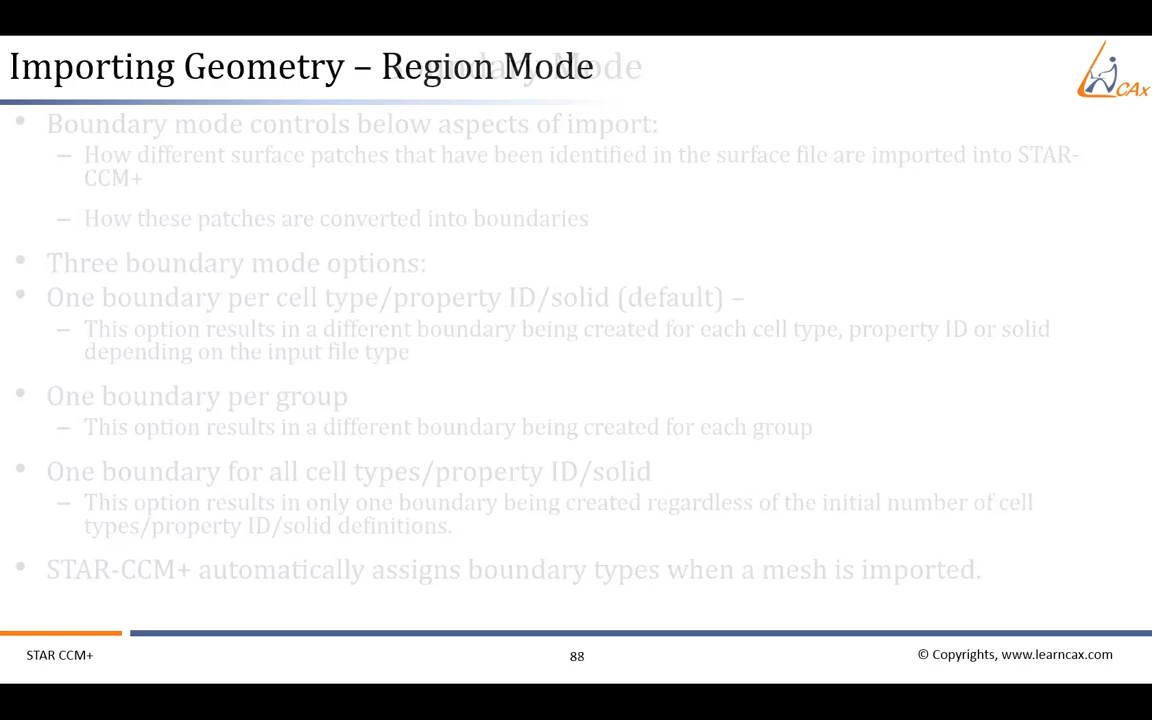 Importing Geometry – Region Mode
CAx
• Boundary mode controls below aspects of import:
– How different surface patches that have been identified in the surface file are imported into STAR-
CCM+
– How these patches are converted into boundaries
• Three boundary mode options:
• One boundary per cell type/property ID/solid (default) –
– This option results in a different boundary being created for each cell type, property ID or solid
depending on the input file type
• One boundary per group
– This option results in a different boundary being created for each group
• One boundary for all cell types/property ID/solid
– This option results in only one boundary being created regardless of the initial number of cell
types/property ID/solid definitions.
• STAR-CCM+ automatically assigns boundary types when a mesh is imported.
STAR CCM+
88
© Copyrights, www.learncax.com